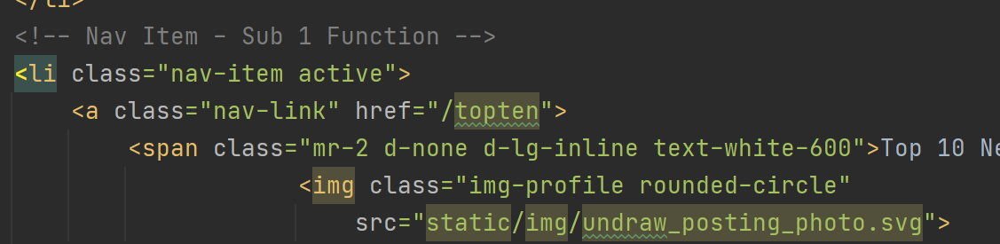 </li>
<!-- Nav Item - Sub 1 Function -->
<li class="nav-item active">
<a class="nav-link" href="/topten">
<span class="mr-2 d-none d-lg-inline text-white-600">Top 10 Ne
<img class="img-profile rounded-circle"
src="static/img/undraw_posting_photo.svg">